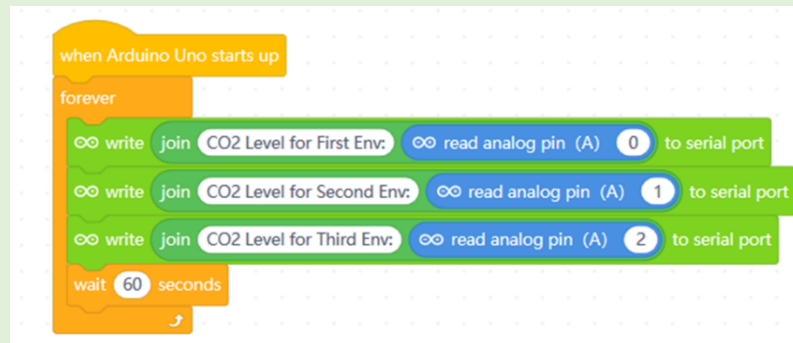 when Arduino Uno starts up
forever
write join CO2 Level for First Env: read analog pin (A) 0 to serial port
write join CO2 Level for Second Env: read analog pin (A) 1 to serial port
write join CO2 Level for Third Env: read analog pin (A) 2 to serial port
wait 60 seconds